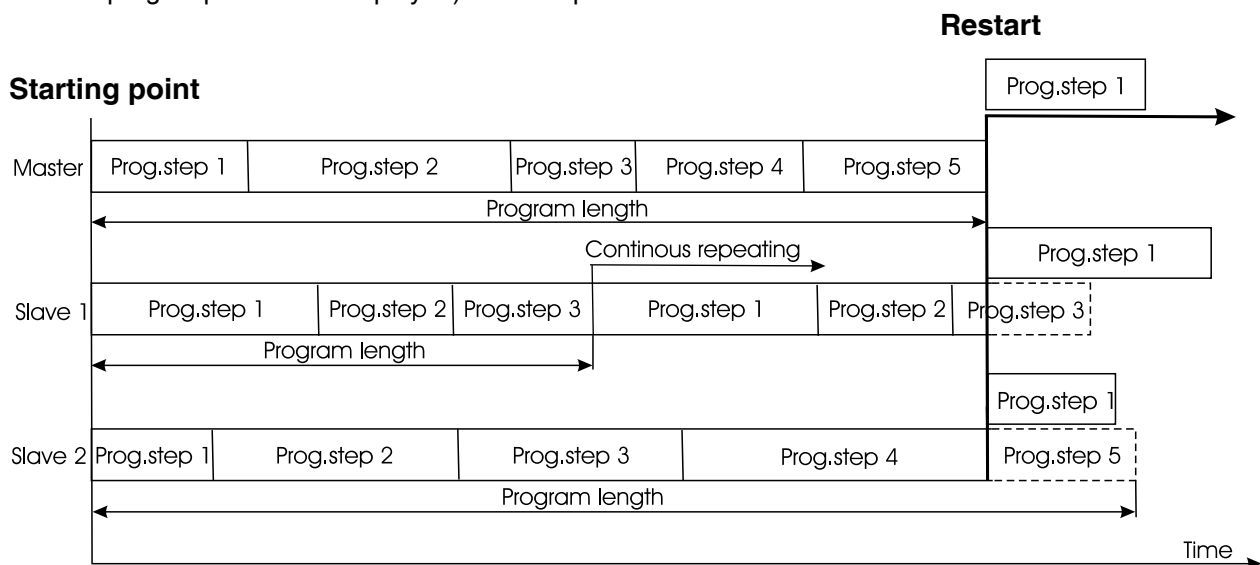 Restart
Prog.step 1
Starting point
Master Prog.step 1 Prog.step 2 Prog.step 3 Prog.step 4 Prog.step 5
Program length
Continous repeating
Prog.step 1
Slave 1 Prog.step 1 Prog.step 2 Prog.step 3 Prog.step 1 Prog.step 2 Prog.step 3
Program length
Prog.step 1
Slave 2 Prog.step 1 Prog.step 2 Prog.step 3 Prog.step 4 Prog.step 5
Program length
Time